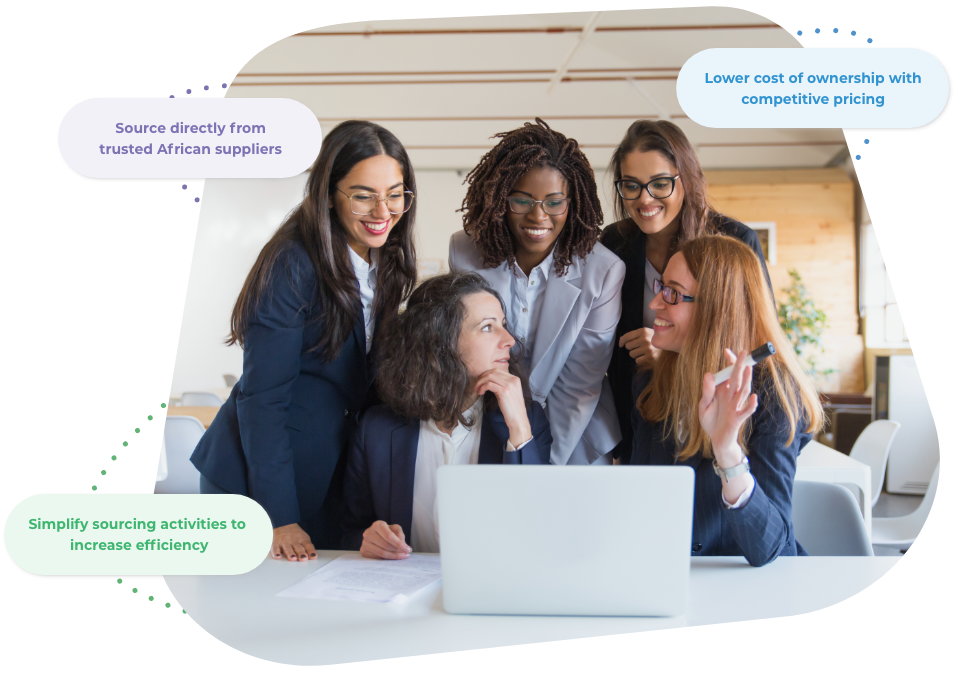 Lower cost of ownership with
competitive pricing
Source directly from
trusted African suppliers
Simplify sourcing activities to
increase efficiency